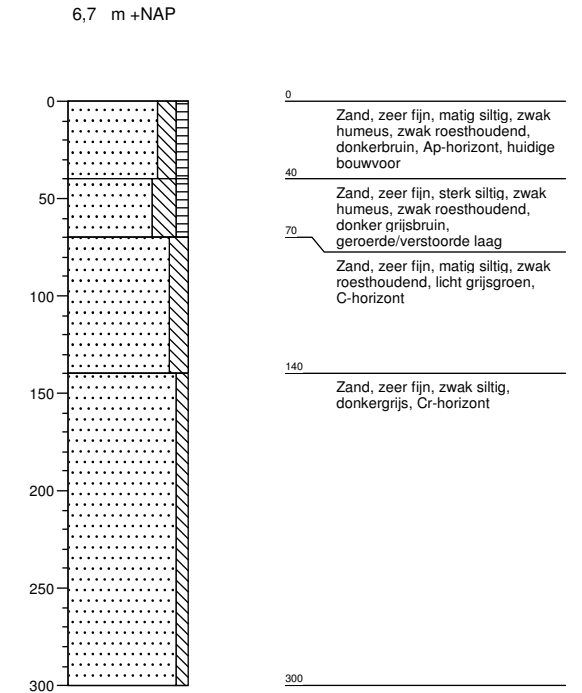 6,7 m +NAP
0
50
100
150
200
250
300
0
Zand, zeer fijn, matig siltig, zwak
humeus, zwak roesthoudend,
donkerbruin, Ap-horizont, huidige
bouwvoor
40
Zand, zeer fijn, sterk siltig, zwak
humeus, zwak roesthoudend,
donker grijsbruin,
geroerde/verstoorde laag
70
Zand, zeer fijn, matig siltig, zwak
roesthoudend, licht grijsgroen,
C-horizont
140
Zand, zeer fijn, zwak siltig,
donkergrijs, Cr-horizont
300